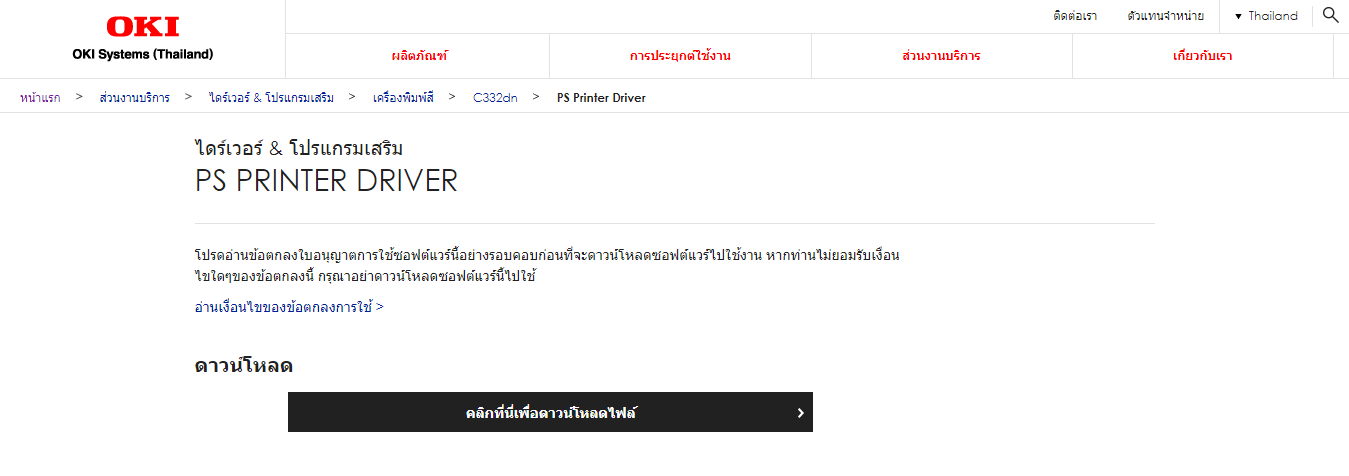 OKI
OKI Systems (Thailand)
ติดต่อเรา ตัวแทนจำหน่าย Thailand
ผลิตภัณฑ์ การประยุกต์ใช้งาน ส่วนงานบริการ เกี่ยวกับเรา
หน้าแรก > ส่วนงานบริการ > ไดร์เวอร์ & โปรแกรมเสริม > เครื่องพิมพ์สี > C332dn > PS Printer Driver
ไดร์เวอร์ & โปรแกรมเสริม
PS PRINTER DRIVER
โปรดอ่านข้อตกลงใบอนุญาตการใช้ซอฟต์แวร์นี้อย่างรอบคอบก่อนที่จะดาวน์โหลดซอฟต์แวร์ไปใช้งาน หากท่านไม่ยอมรับเงื่อน
ไขใดๆของข้อตกลงนี้ กรุณาอย่าดาวน์โหลดซอฟต์แวร์นี้ไปใช้
อ่านเงื่อนไขของข้อตกลงการใช้ >
ดาวน์โหลด
คลิกที่นี่เพื่อดาวน์โหลดไฟล์